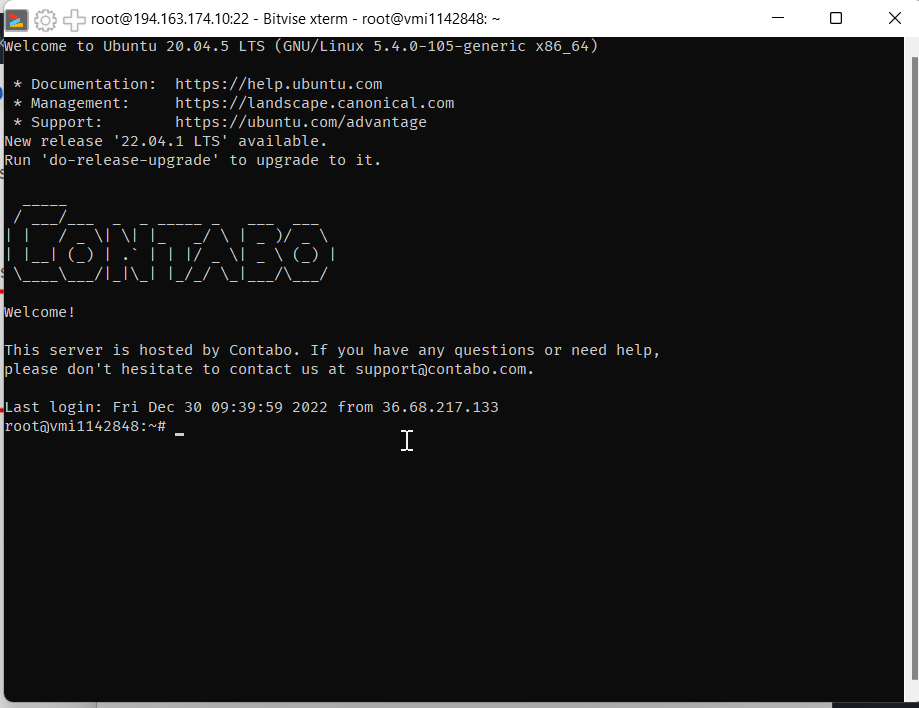 root@194.163.174.10:22 - Bitvise xterm - root@vmi1142848: ~
Welcome to Ubuntu 20.04.5 LTS (GNU/Linux 5.4.0-105-generic x86_64)
* Documentation:  https://help.ubuntu.com
* Management:     https://landscape.canonical.com
* Support:        https://ubuntu.com/advantage
New release '22.04.1 LTS' available.
Run 'do-release-upgrade' to upgrade to it.
CONTABO
Welcome!
This server is hosted by Contabo. If you have any questions or need help,
please don't hesitate to contact us at support@contabo.com.
Last login: Fri Dec 30 09:39:59 2022 from 36.68.217.133
root@vmi1142848:~#